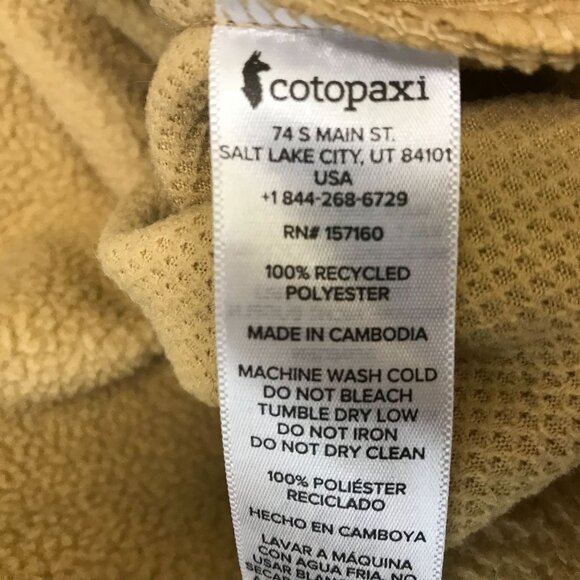 cotopaxi
74 S MAIN ST.
SALT LAKE CITY, UT 84101
USA
+1 844-268-6729
RN# 157160
100% RECYCLED
POLYESTER
MADE IN CAMBODIA
MACHINE WASH COLD
DO NOT BLEACH
TUMBLE DRY LOW
DO NOT IRON
DO NOT DRY CLEAN
100% POLIÉSTER
RECICLADO
HECHO EN CAMBOYA
LAVAR A MÁQUINA
CON AGUA FRIA. NO
USAR
SECAR